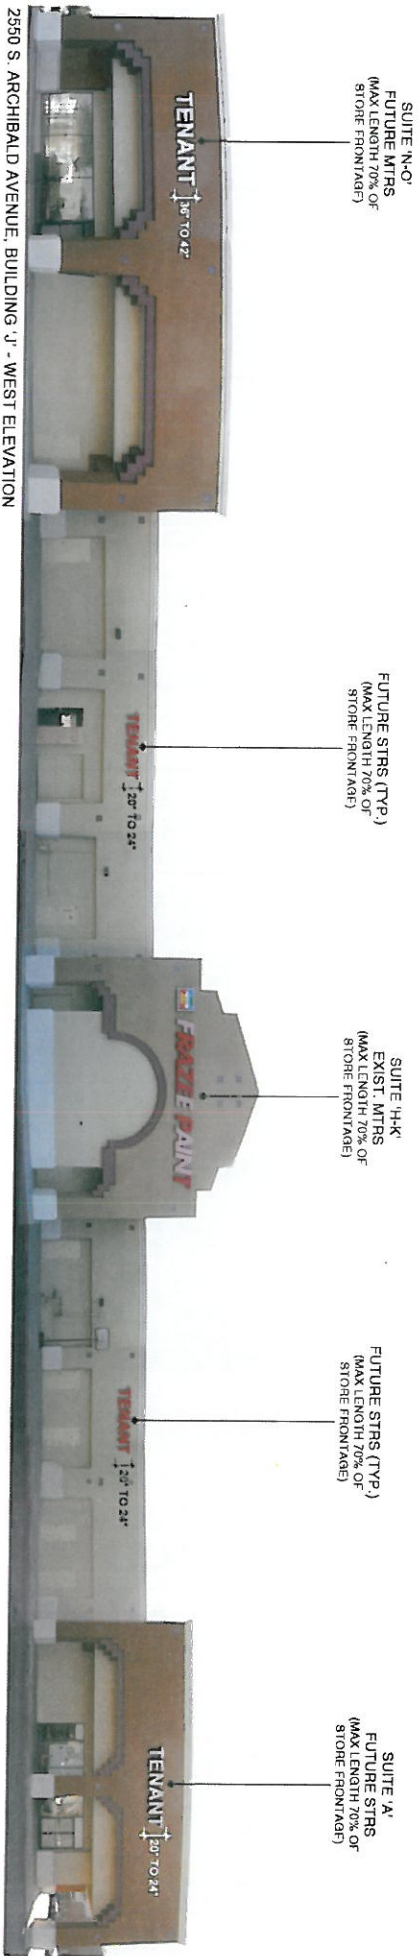 SUITE 'N-O'
FUTURE MTRS
(MAX LENGTH 70% OF
STORE FRONTAGE)
FUTURE STRS (TYP.)
(MAX LENGTH 70% OF
STORE FRONTAGE)
SUITE 'H-K'
EXIST. MTRS
(MAX LENGTH 70% OF
STORE FRONTAGE)
FUTURE STRS (TYP.)
(MAX LENGTH 70% OF
STORE FRONTAGE)
SUITE 'A'
FUTURE STRS
(MAX LENGTH 70% OF
STORE FRONTAGE)
TENANT
36" TO 42"
TENANT
20" TO 24"
FRAZEE PAINT
TENANT
20" TO 24"
TENANT
20" TO 24"
2550 S. ARCHIBALD AVENUE, BUILDING 'J' - WEST ELEVATION